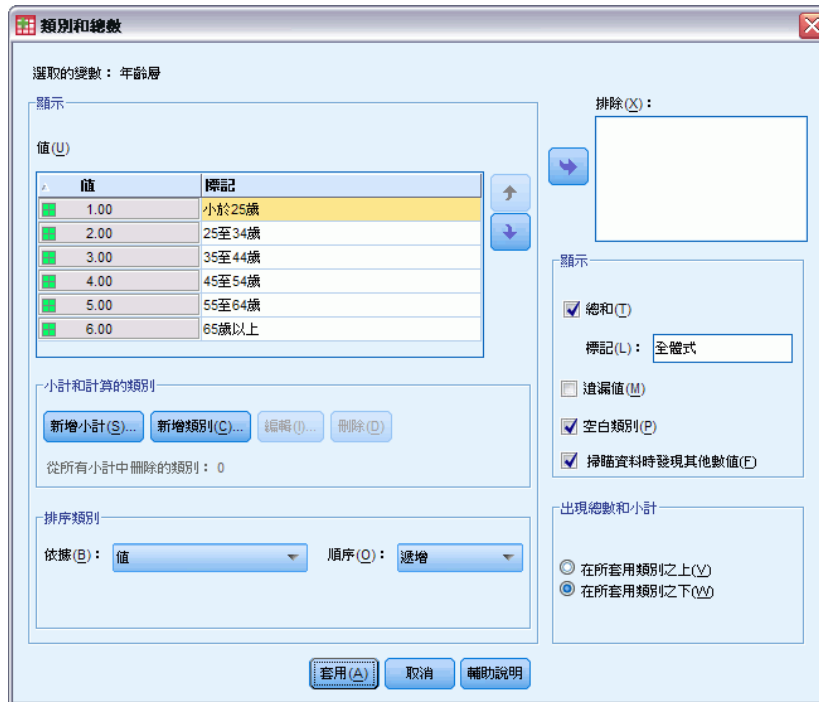 類別和總數
選取的變數：年齡層
顯示
值(U)
值 標記
1.00 小於25歲
2.00 25至34歲
3.00 35至44歲
4.00 45至54歲
5.00 55至64歲
6.00 65歲以上
小計和計算的類別
新增小計(S)... 新增類別(C)... 編輯(I)... 刪除(D)
從所有小計中刪除的類別：0
排序類別
依據(B)： 值 順序(O)： 遞增
排除(X)：
顯示
總和(T)
標記(L)： 全體式
遺漏值(M)
空白類別(P)
掃瞄資料時發現其他數值(F)
出現總數和小計
在所套用類別之上(V)
在所套用類別之下(W)
套用(A) 取消 輔助說明